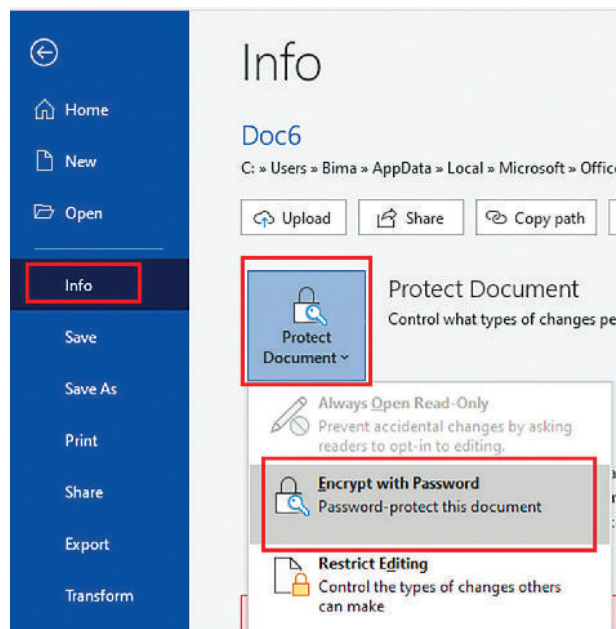 Info
Home
New
Open
Info
Save
Save As
Print
Share
Export
Transform
Doc6
C: » Users » Bima » AppData » Local » Microsoft » Offic
Upload
Share
Copy path
Protect
Document
Protect Document
Control what types of changes pe
Always Open Read-Only
Prevent accidental changes by asking
readers to opt-in to editing.
Encrypt with Password
Password-protect this document
Restrict Editing
Control the types of changes others
can make